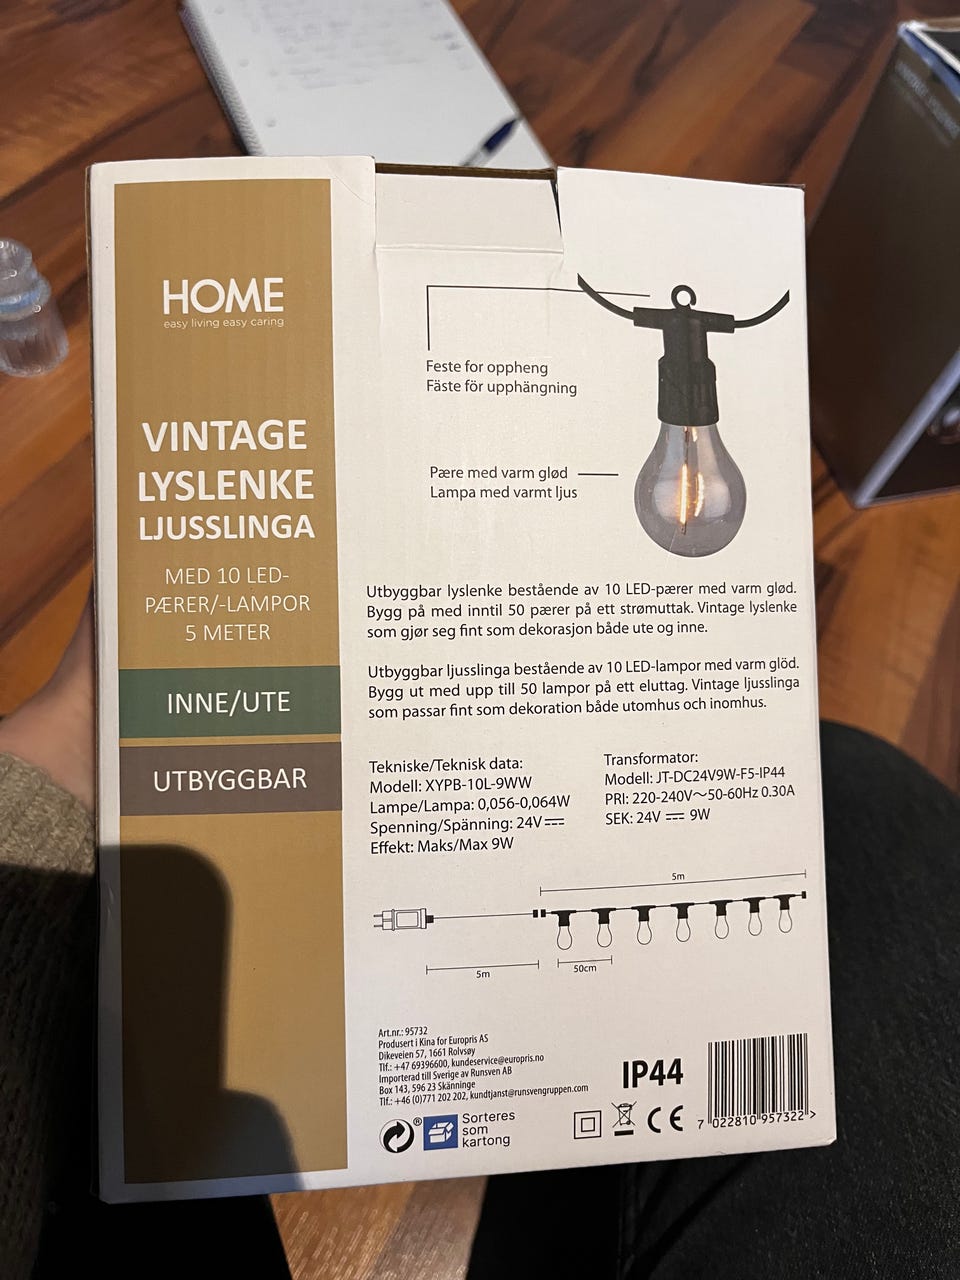 HOME
easy living easy caring
VINTAGE
LYSLENKE
LJUSSLINGA
MED 10 LED-
PÆRER/-LAMPOR
5 METER
INNE/UTE
UTBYGGBAR
Feste for oppheng
Fäste för upphängning
Pære med varm glød
Lampa med varmt ljus
Utbyggbar lyslenke bestående av 10 LED-pærer med varm glød.
Bygg på med inntil 50 pærer på ett strømuttak. Vintage lyslenke
som gjør seg fint som dekorasjon både ute og inne.
Utbyggbar ljusslinga bestående av 10 LED-lampor med varm glöd.
Bygg ut med upp till 50 lampor på ett eluttag. Vintage ljusslinga
som passar fint som dekoration både utomhus och inomhus.
Tekniske/Teknisk data:
Modell: XYPB-10L-9WW
Lampe/Lampa: 0,056-0,064W
Spenning/Spänning: 24V⎓
Effekt: Maks/Max 9W
Transformator:
Modell: JT-DC24V9W-F5-IP44
PRI: 220-240V～50-60Hz 0.30A
SEK: 24V ⎓ 9W
5m
5m
50cm
Art.nr.: 95732
Produsert i Kina for Europris AS
Dikeveien 57, 1661 Rolvsøy
Tlf.: +47 69396600, kundeservice@europris.no
Importerad till Sverige av Runsven AB
Box 143, 596 23 Skänninge
Tlf.: +46 (0)771 202 202, kundtjanst@runsvengruppen.com
®
Sorteres
som
kartong
IP44
CE
7 022810 957322 >